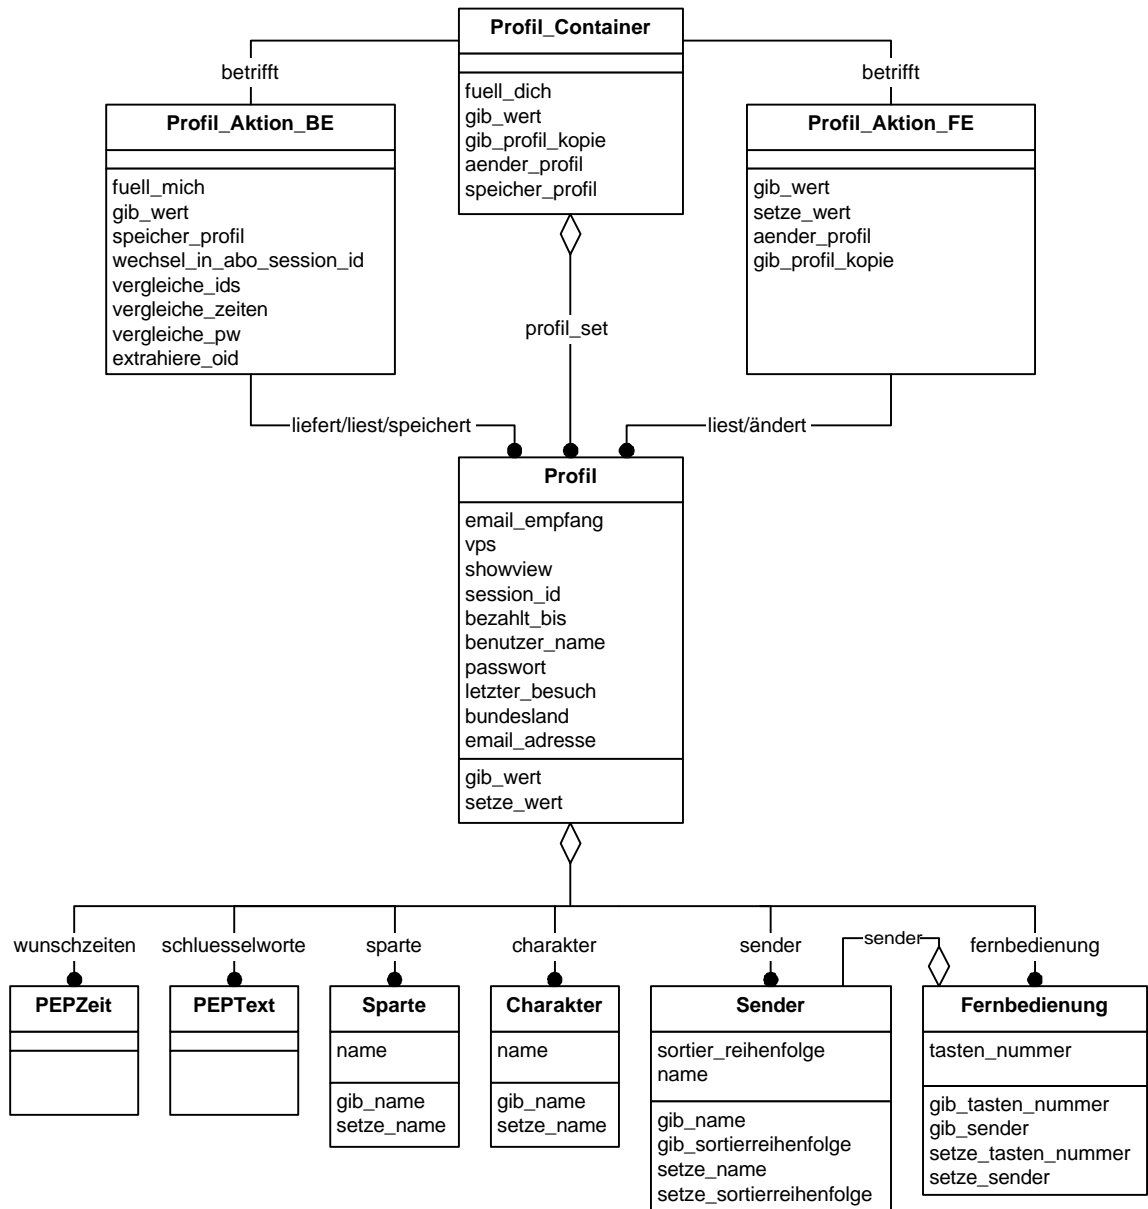 Profil_Container
fuell_dich
gib_wert
gib_profil_kopie
aender_profil
speicher_profil
betrifft
betrifft
Profil_Aktion_BE
fuell_mich
gib_wert
speicher_profil
wechsel_in_abo_session_id
vergleiche_ids
vergleiche_zeiten
vergleiche_pw
extrahiere_oid
Profil_Aktion_FE
gib_wert
setze_wert
aender_profil
gib_profil_kopie
profil_set
liefert/liest/speichert
liest/ändert
Profil
email_empfang
vps
showview
session_id
bezahlt_bis
benutzer_name
passwort
letzter_besuch
bundesland
email_adresse
gib_wert
setze_wert
wunschzeiten
schluesselworte
sparte
charakter
sender
sender
fernbedienung
PEPZeit
PEPText
Sparte
name
gib_name
setze_name
Charakter
name
gib_name
setze_name
Sender
sortier_reihenfolge
name
gib_name
gib_sortierreihenfolge
setze_name
setze_sortierreihenfolge
Fernbedienung
tasten_nummer
gib_tasten_nummer
gib_sender
setze_tasten_nummer
setze_sender